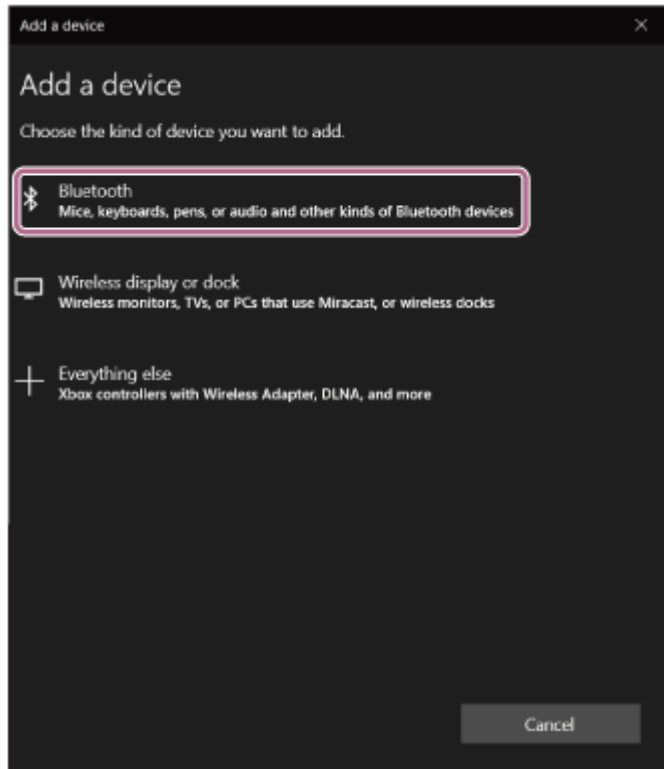 Add a device
Add a device
Choose the kind of device you want to add.
Bluetooth
Mice, keyboards, pens, or audio and other kinds of Bluetooth devices
Wireless display or dock
Wireless monitors, TVs, or PCs that use Miracast, or wireless docks
Everything else
Xbox controllers with Wireless Adapter, DLNA, and more
Cancel